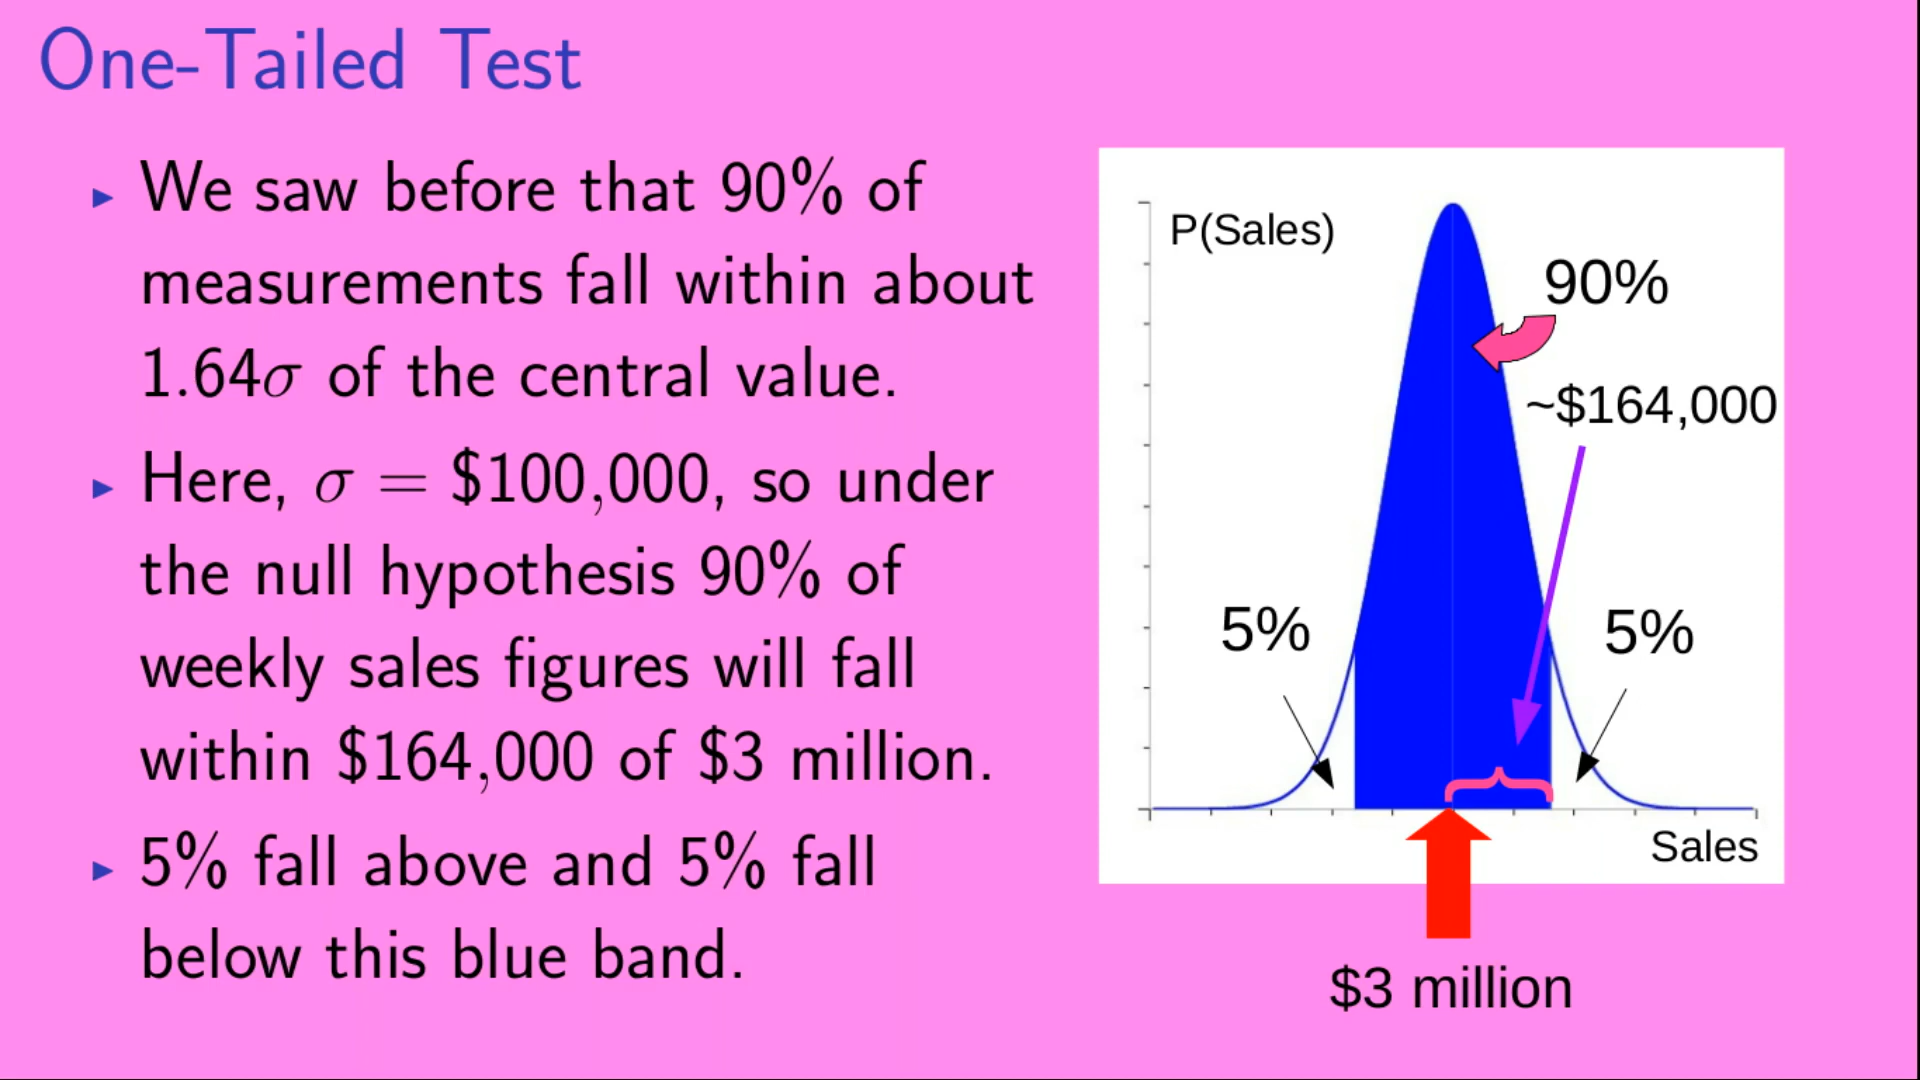 One-Tailed Test
▸ We saw before that 90% of
measurements fall within about
1.64σ of the central value.
▸ Here, σ = $100,000, so under
the null hypothesis 90% of
weekly sales figures will fall
within $164,000 of $3 million.
▸ 5% fall above and 5% fall
below this blue band.
P(Sales)
90%
~$164,000
5%
5%
Sales
$3 million